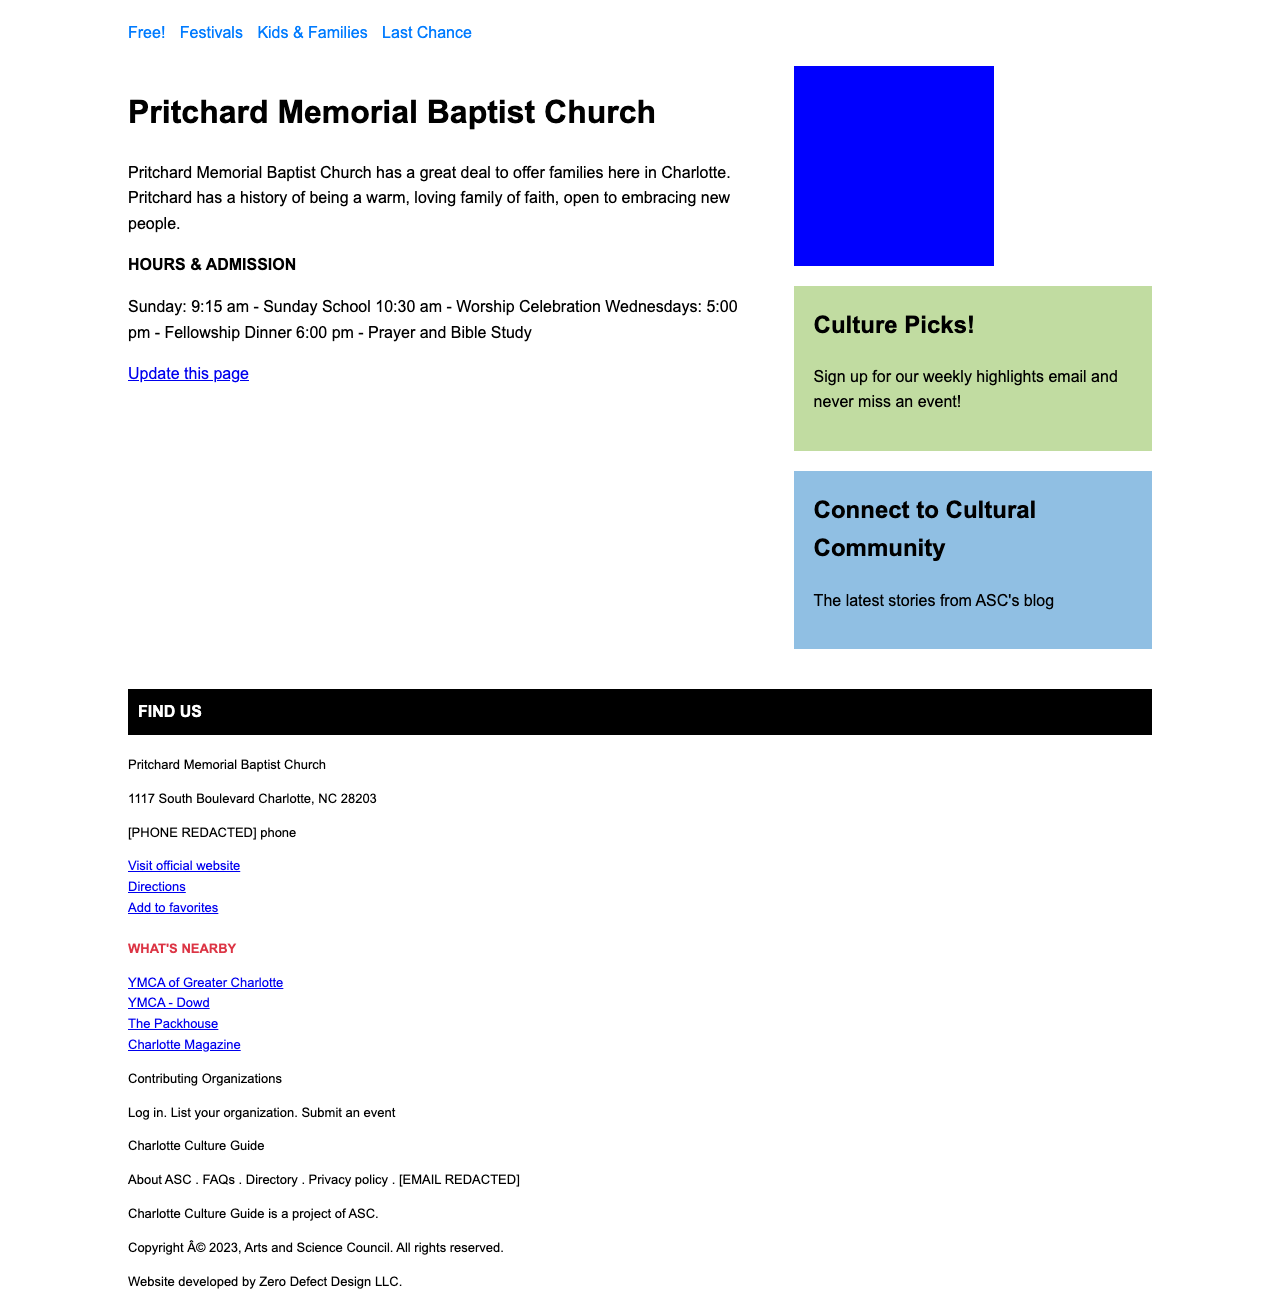 Free! Festivals Kids & Families Last Chance
Pritchard Memorial Baptist Church
Pritchard Memorial Baptist Church has a great deal to offer families here in Charlotte.
Pritchard has a history of being a warm, loving family of faith, open to embracing new
people.
HOURS & ADMISSION
Sunday: 9:15 am - Sunday School 10:30 am - Worship Celebration Wednesdays: 5:00
pm - Fellowship Dinner 6:00 pm - Prayer and Bible Study
Update this page
Culture Picks!
Sign up for our weekly highlights email and
never miss an event!
Connect to Cultural
Community
The latest stories from ASC's blog
FIND US
Pritchard Memorial Baptist Church
1117 South Boulevard Charlotte, NC 28203
[PHONE REDACTED] phone
Visit official website
Directions
Add to favorites
WHAT'S NEARBY
YMCA of Greater Charlotte
YMCA - Dowd
The Packhouse
Charlotte Magazine
Contributing Organizations
Log in. List your organization. Submit an event
Charlotte Culture Guide
About ASC . FAQs . Directory . Privacy policy . [EMAIL REDACTED]
Charlotte Culture Guide is a project of ASC.
Copyright Â© 2023, Arts and Science Council. All rights reserved.
Website developed by Zero Defect Design LLC.